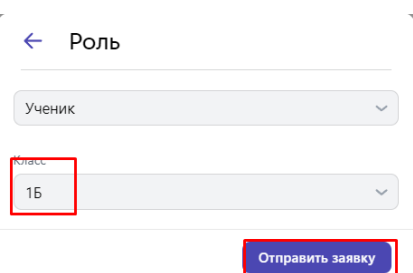 Роль
Ученик
Класс
1Б
Отправить заявку